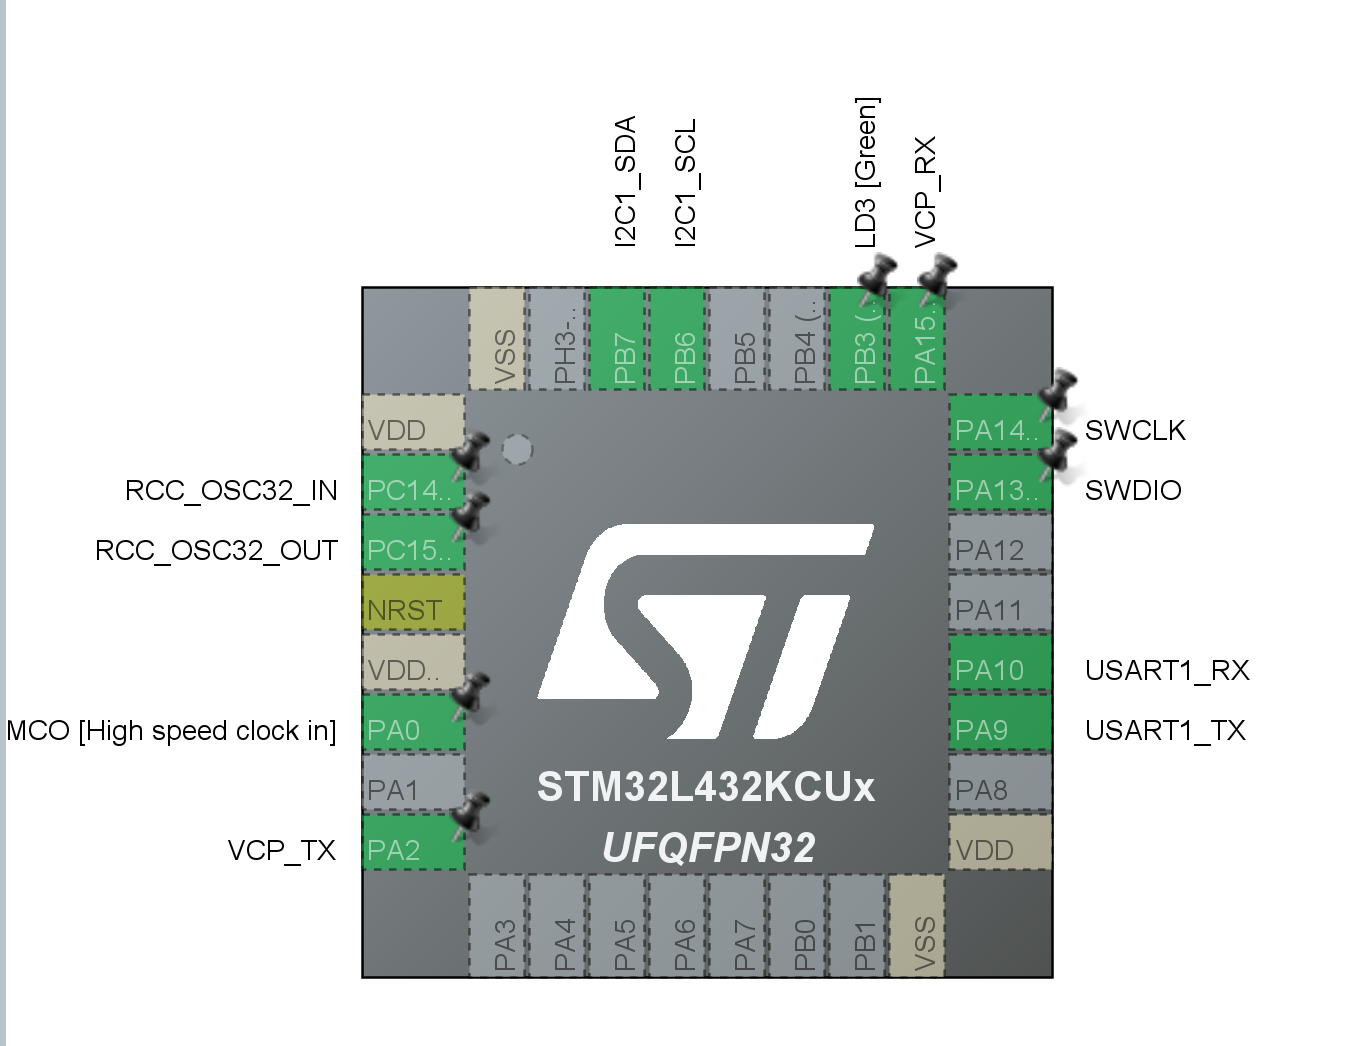 I2C1_SDA
I2C1_SCL
LD3 [Green]
VCP_RX
VSS
PH3-..
PB7
PB6
PB5
PB4 (..
PB3 (..
PA15..
VDD
PA14..
SWCLK
RCC_OSC32_IN
PC14..
PA13..
SWDIO
RCC_OSC32_OUT
PC15..
PA12
NRST
PA11
VDD..
PA10
USART1_RX
MCO [High speed clock in]
PA0
PA9
USART1_TX
PA1
PA8
VCP_TX
PA2
VDD
ST
STM32L432KCUx
UFQFPN32
PA3
PA4
PA5
PA6
PA7
PB0
PB1
VSS